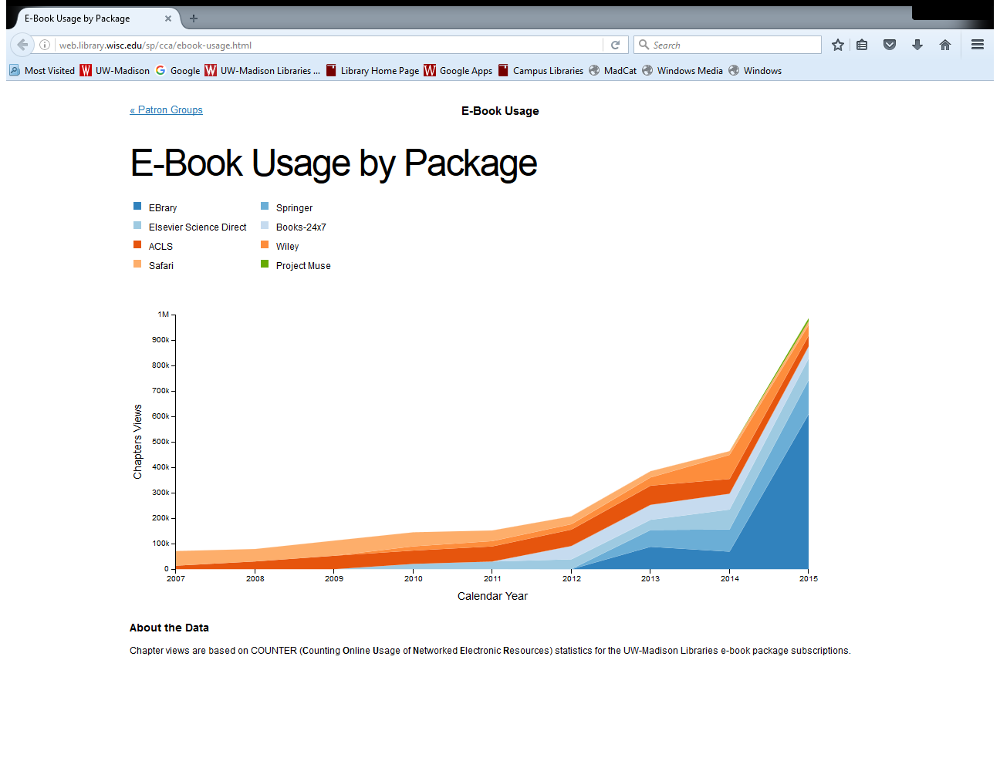 E-Book Usage by Package
web.library.wisc.edu/sp/cca/ebook-usage.html
Search
Most Visited UW-Madison Google UW-Madison Libraries ... Library Home Page Google Apps Campus Libraries MadCat Windows Media Windows
« Patron Groups
E-Book Usage
E-Book Usage by Package
EBrary Springer
Elsevier Science Direct Books-24x7
ACLS Wiley
Safari Project Muse
1M
900k
800k
700k
600k
500k
400k
300k
200k
100k
0
Chapters Views
2007 2008 2009 2010 2011 2012 2013 2014 2015
Calendar Year
About the Data
Chapter views are based on COUNTER (Counting Online Usage of Networked Electronic Resources) statistics for the UW-Madison Libraries e-book package subscriptions.